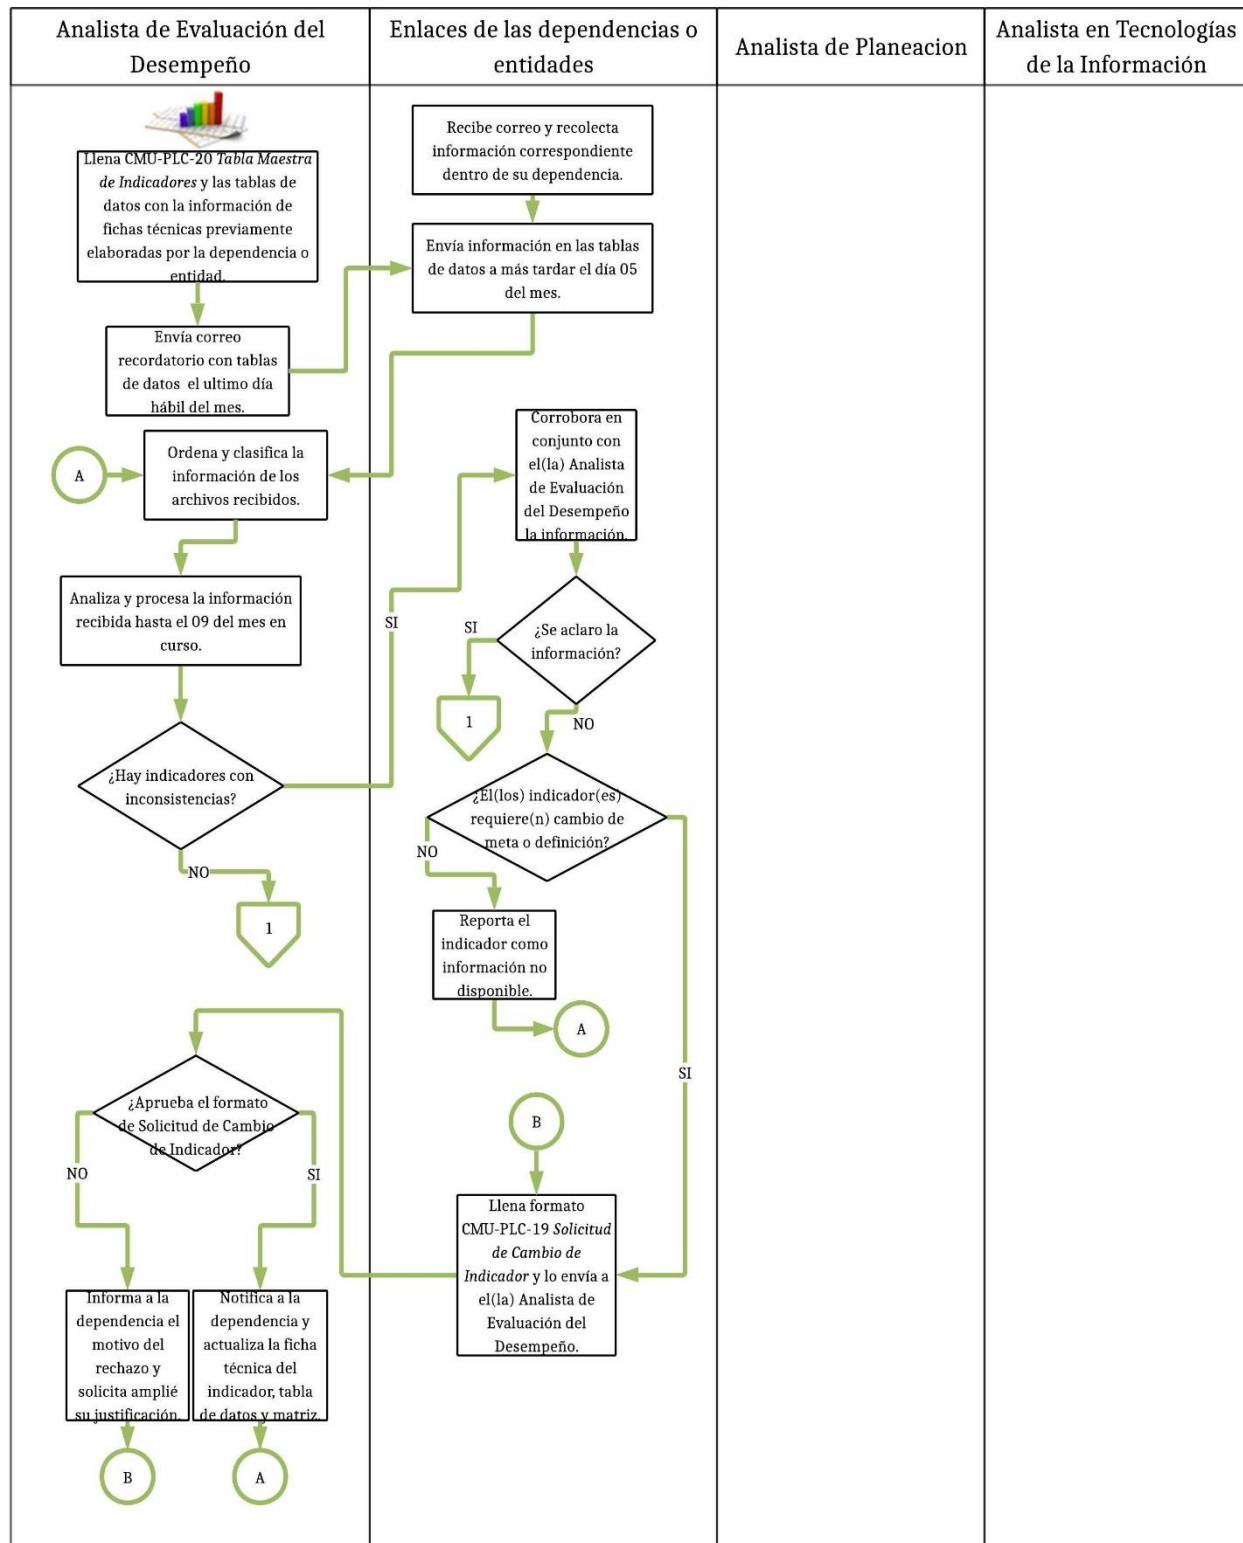 Analista de Evaluación del
Desempeño
Enlaces de las dependencias o
entidades
Analista de Planeacion
Analista en Tecnologías
de la Información
Llena CMU-PLC-20 Tabla Maestra
de Indicadores y las tablas de
datos con la información de
fichas técnicas previamente
elaboradas por la dependencia o
entidad.
Envía correo
recordatorio con tablas
de datos el ultimo día
hábil del mes.
Recibe correo y recolecta
información correspondiente
dentro de su dependencia.
Envía información en las tablas
de datos a más tardar el día 05
del mes.
A
Ordena y clasifica la
información de los
archivos recibidos.
Analiza y procesa la información
recibida hasta el 09 del mes en
curso.
¿Hay indicadores con
inconsistencias?
SI
NO
1
Corrobora en
conjunto con
el(la) Analista
de Evaluación
del Desempeño
la información.
¿Se aclaro la
información?
SI
1
NO
¿El(los) indicador(es)
requiere(n) cambio de
meta o definición?
NO
Reporta el
indicador como
información no
disponible.
A
SI
B
Llena formato
CMU-PLC-19 Solicitud
de Cambio de
Indicador y lo envía a
el(la) Analista de
Evaluación del
Desempeño.
¿Aprueba el formato
de Solicitud de Cambio
de Indicador?
NO
SI
Informa a la
dependencia el
motivo del
rechazo y
solicita amplié
su justificación.
Notifica a la
dependencia y
actualiza la ficha
técnica del
indicador, tabla
de datos y matriz.
B
A